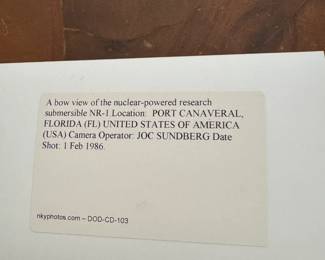 A bow view of the nuclear-powered research
submersible NR-1 Location: PORT CANAVERAL,
FLORIDA (FL) UNITED STATES OF AMERICA
(USA) Camera Operator: JOC SUNDBERG Date
Shot: 1 Feb 1986.
nkyphotos.com – DOD-CD-103